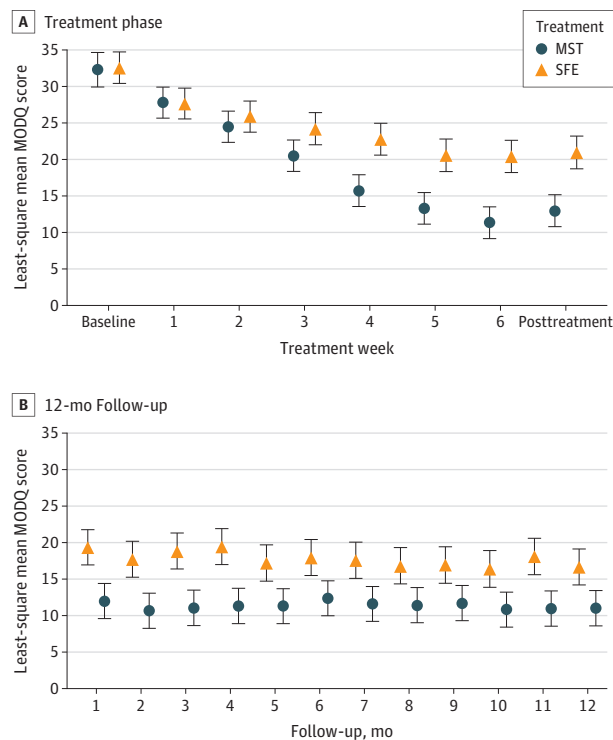 A Treatment phase
Treatment
MST
SFE
Least-square mean MODQ score
35
30
25
20
15
10
5
0
Baseline 1 2 3 4 5 6 Posttreatment
Treatment week
B 12-mo Follow-up
Least-square mean MODQ score
35
30
25
20
15
10
5
0
1 2 3 4 5 6 7 8 9 10 11 12
Follow-up, mo